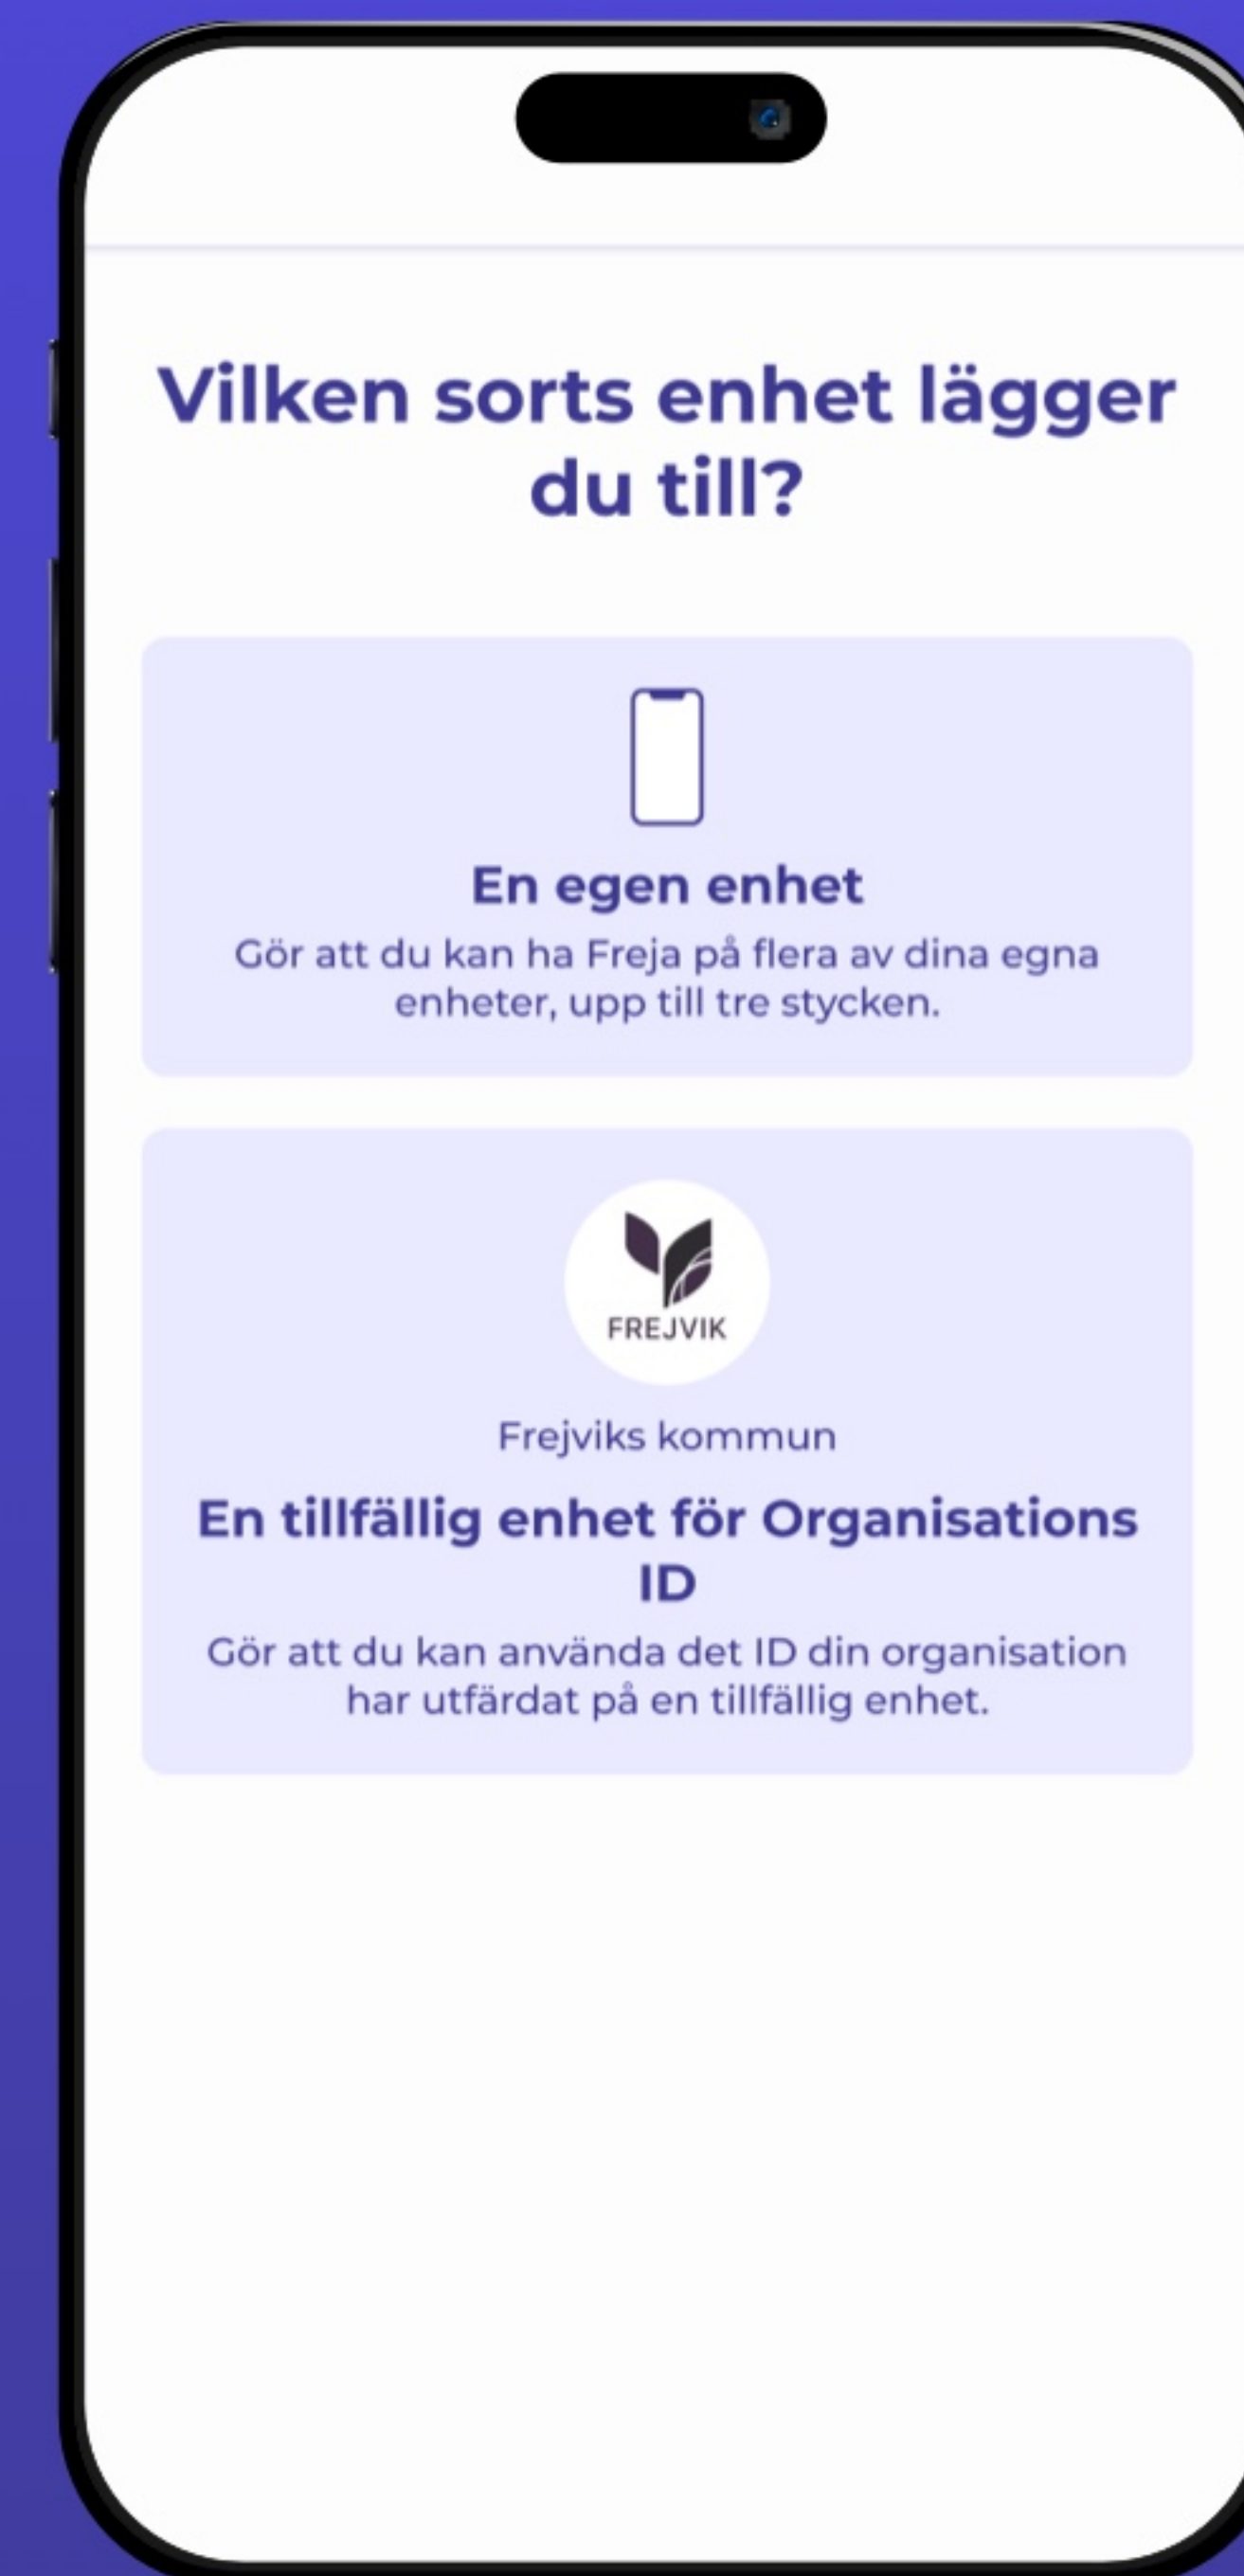 Vilken sorts enhet lägger
du till?
En egen enhet
Gör att du kan ha Freja på flera av dina egna
enheter, upp till tre stycken.
FREJVIK
Frejviks kommun
En tillfällig enhet för Organisations
ID
Gör att du kan använda det ID din organisation
har utfärdat på en tillfällig enhet.